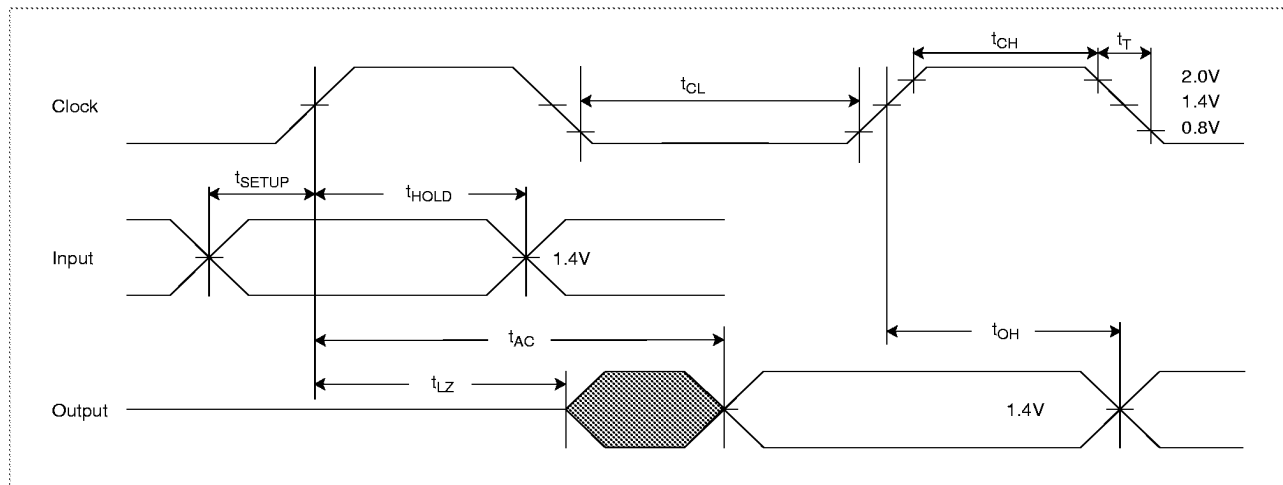 tCH
tT
tCL
Clock
2.0V
1.4V
0.8V
tSETUP
tHOLD
Input
1.4V
tAC
tOH
tLZ
Output
1.4V